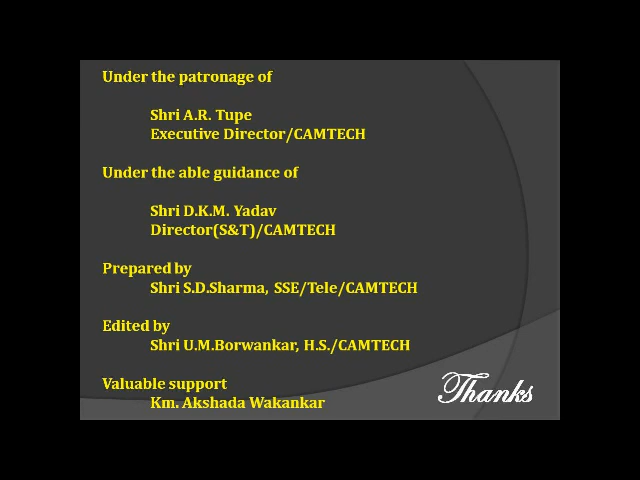 Under the patronage of
Shri A.R. Tupe
Executive Director/CAMTECH
Under the able guidance of
Shri D.K.M. Yadav
Director(S&T)/CAMTECH
Prepared by
Shri S.D.Sharma, SSE/Tele/CAMTECH
Edited by
Shri U.M.Borwankar, H.S./CAMTECH
Valuable support
Km. Akshada Wakankar
Thanks